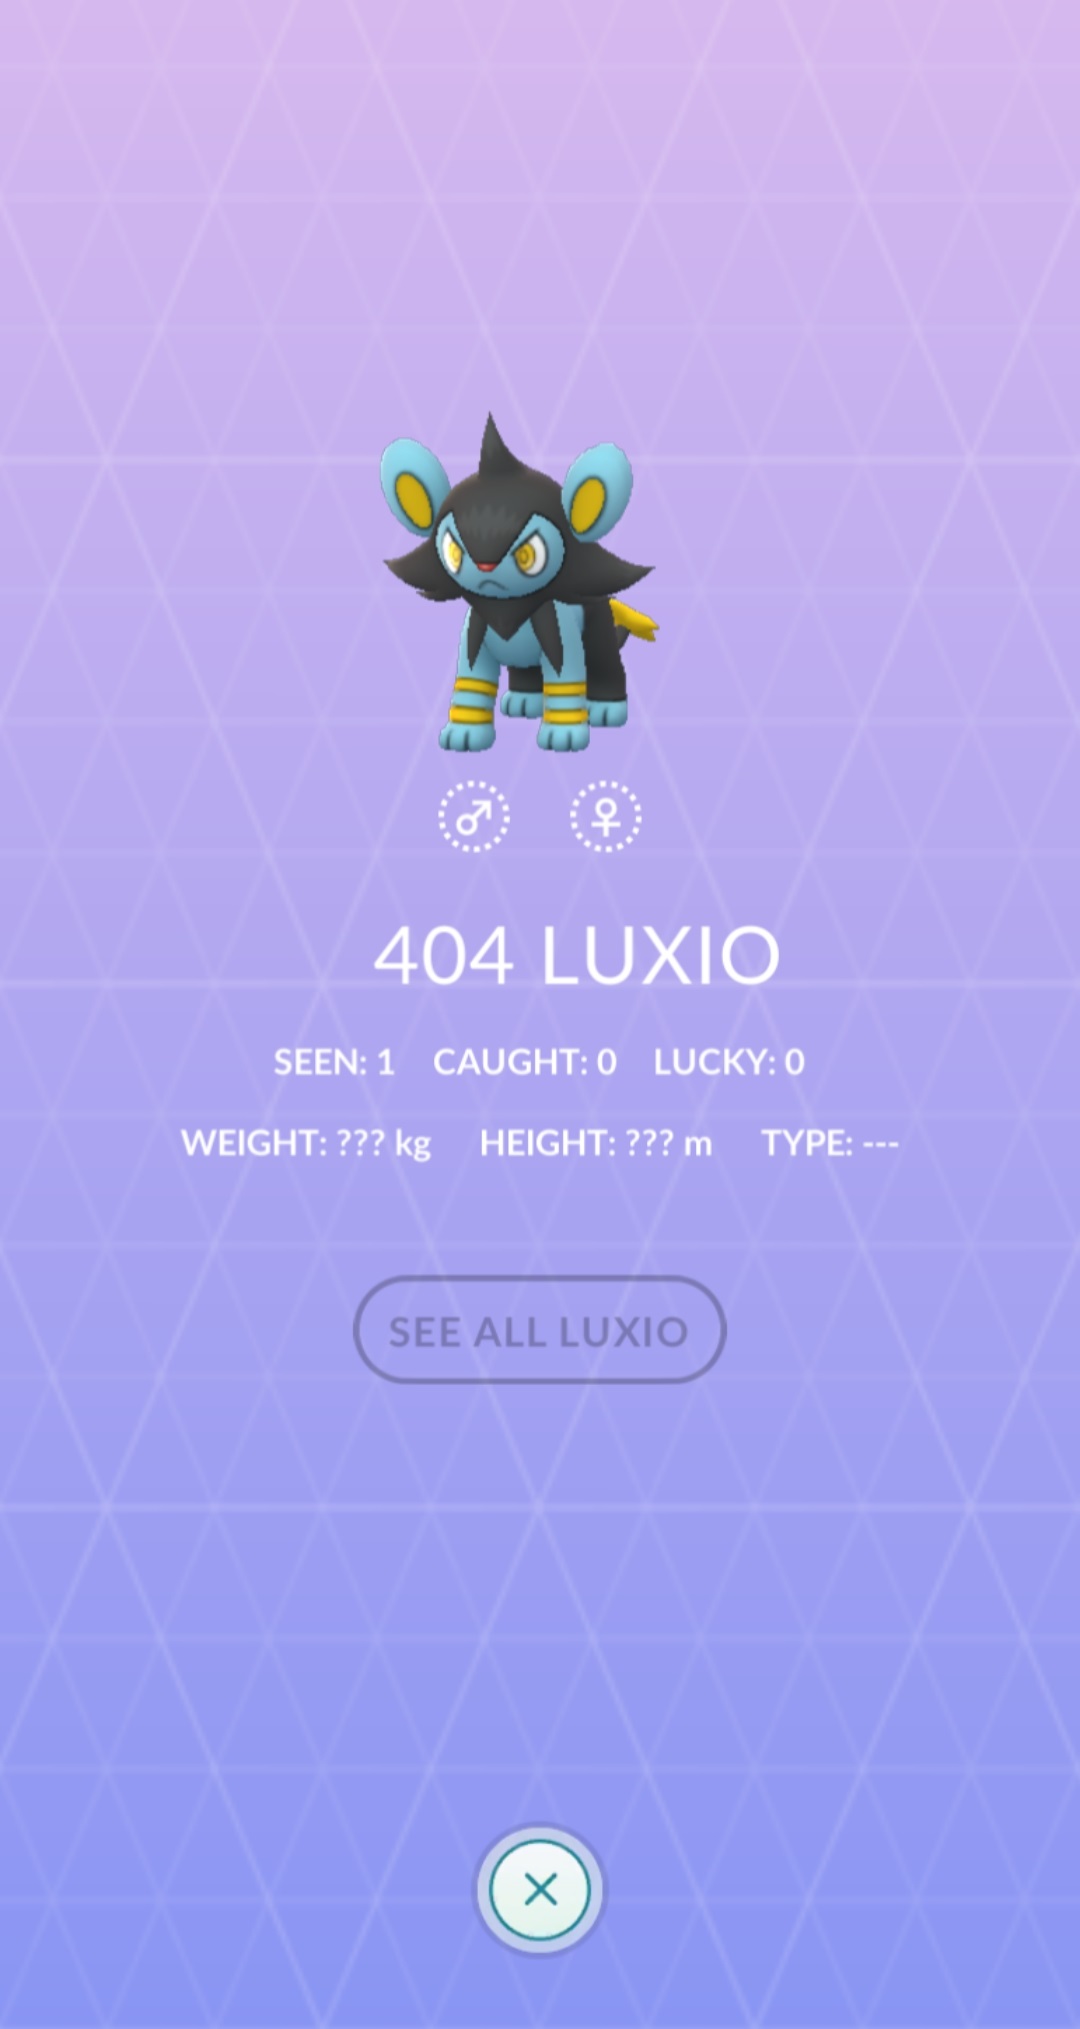 404 LUXIO
SEEN: 1 CAUGHT: 0 LUCKY: 0
WEIGHT: ??? kg HEIGHT: ??? m TYPE: ---
SEE ALL LUXIO